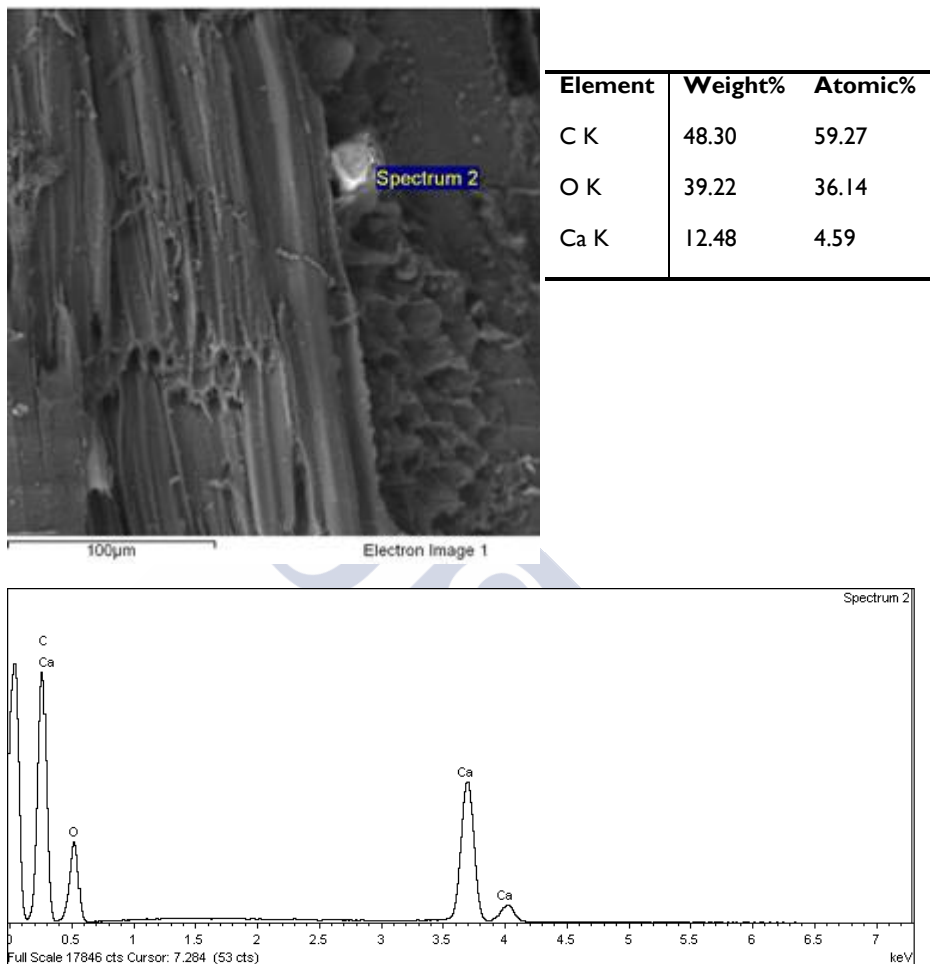 Spectrum 2
100µm Electron Image 1
Element Weight% Atomic%
C K 48.30 59.27
O K 39.22 36.14
Ca K 12.48 4.59
Spectrum 2
C
Ca
O
Ca
Ca
0 0.5 1 1.5 2 2.5 3 3.5 4 4.5 5 5.5 6 6.5 7
Full Scale 17846 cts Cursor: 7.284 (53 cts) keV